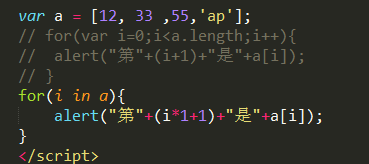 var a = [12, 33 ,55,'ap'];
// for(var i=0;i<a.length;i++){
//  alert("第"+(i+1)+"是"+a[i]);
// }
for(i in a){
    alert("第"+(i*1+1)+"是"+a[i]);
}
</script>